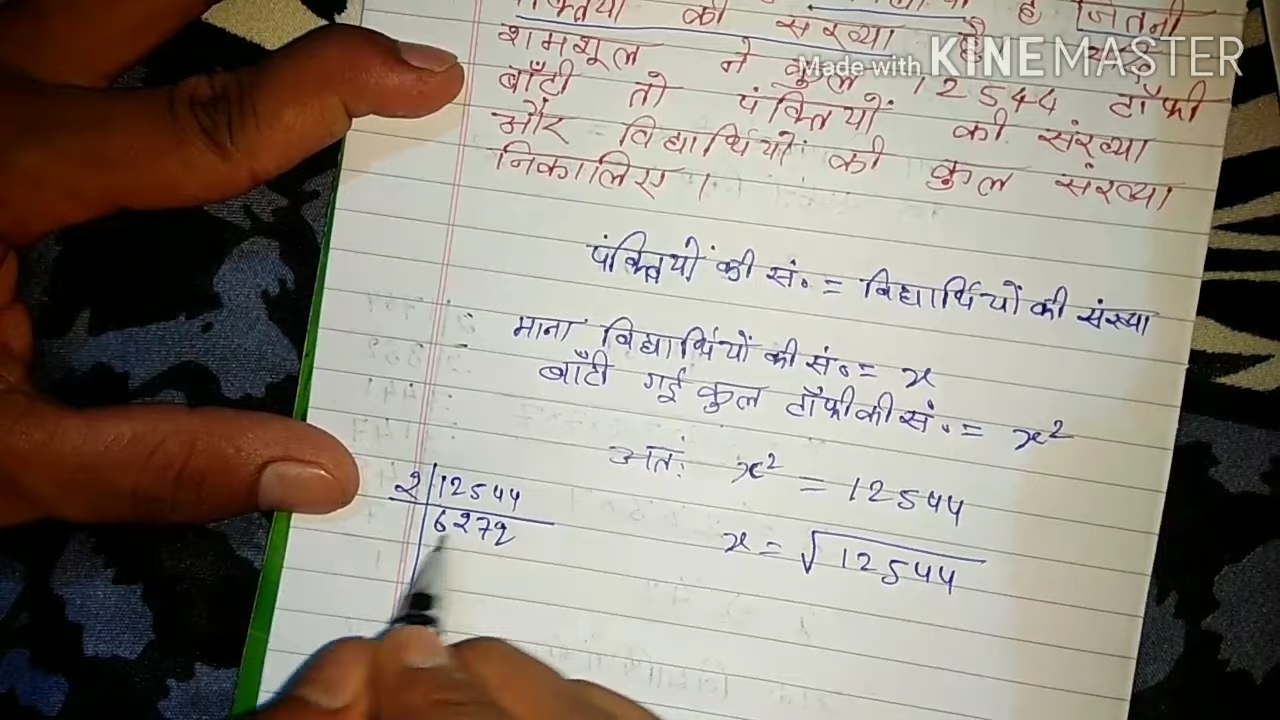 पंक्तियों की संख्या है
जितनी
Made with KINEMASTER
शमशूल ने कुल 12544 टॉफी
बाँटी तो पंक्तियों की संख्या
और विद्यार्थियों की कुल संख्या
निकालिए ।
पंक्तियों की सं. = विद्यार्थियों की संख्या
माना विद्यार्थियों की सं. = x
बाँटी गई कुल टॉफी की सं. = x²
अतः x² = 12544
x = √12544
2 | 12544
6272